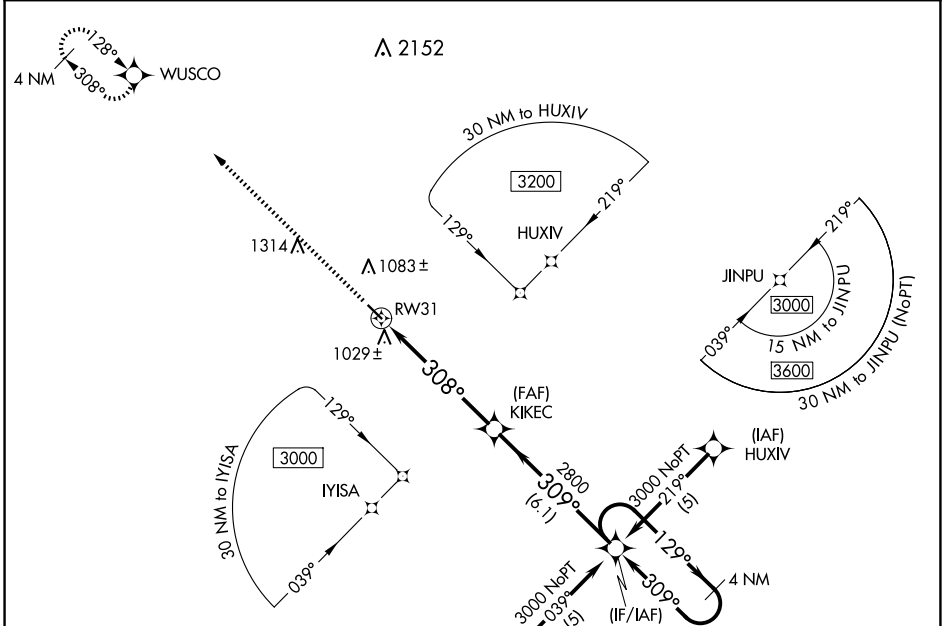 128°
308°
4 NM
WUSCO
2152
30 NM to HUXIV
3200
129°
219°
HUXIV
1314
1083±
RW31
1029±
308°
219°
JINPU
3000
039°
15 NM to JINPU
3600
30 NM to JINPU (NoPT)
(FAF)
KIKEC
129°
3000
30 NM to IYISA
IYISA
039°
2800
309°
(6.1)
(IAF)
HUXIV
3000 NoPT
219°
(5)
129°
309°
4 NM
3000 NoPT
039°
(5)
(IF/IAF)